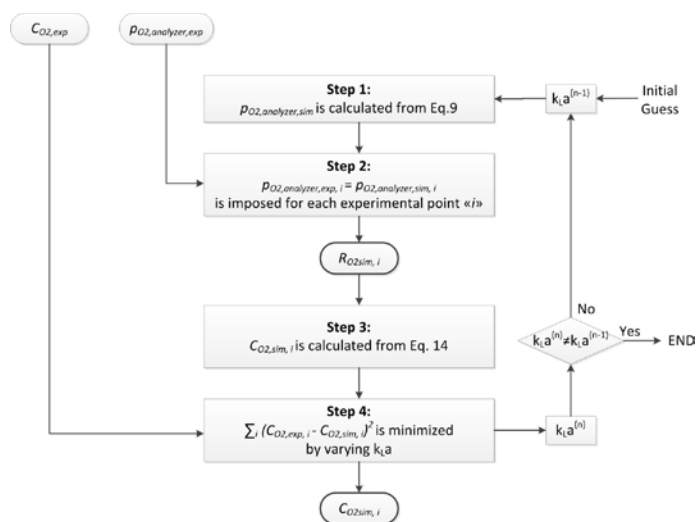 C_O2,exp
p_O2,analyzer,exp
Step 1:
p_O2,analyzer,sim is calculated from Eq.9
k_La^(n-1)
Initial
Guess
Step 2:
p_O2,analyzer,exp, i = p_O2,analyzer,sim, i
is imposed for each experimental point «i»
R_O2sim, i
No
Step 3:
C_O2,sim, i is calculated from Eq. 14
k_La^(n)≠k_La^(n-1)
Yes
END
Step 4:
∑_i (C_O2,exp, i - C_O2,sim, i)^2 is minimized
by varying k_La
k_La^(n)
C_O2sim, i